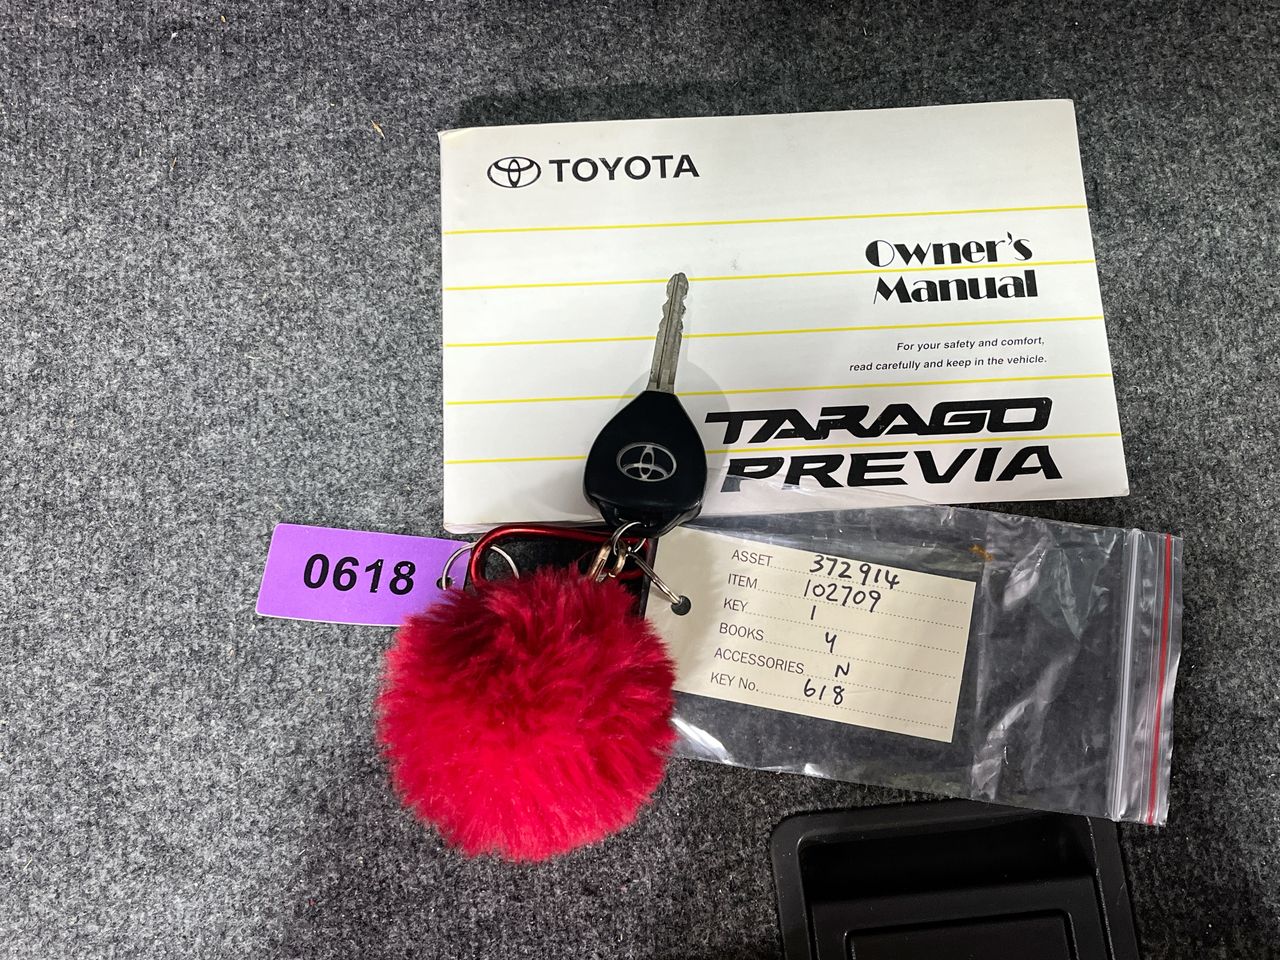 TOYOTA
Owner's
Manual
For your safety and comfort,
read carefully and keep in the vehicle.
TARAGO
PREVIA
0618
ASSET 372914
ITEM 102709
KEY 1
BOOKS 4
ACCESSORIES N
KEY No. 618